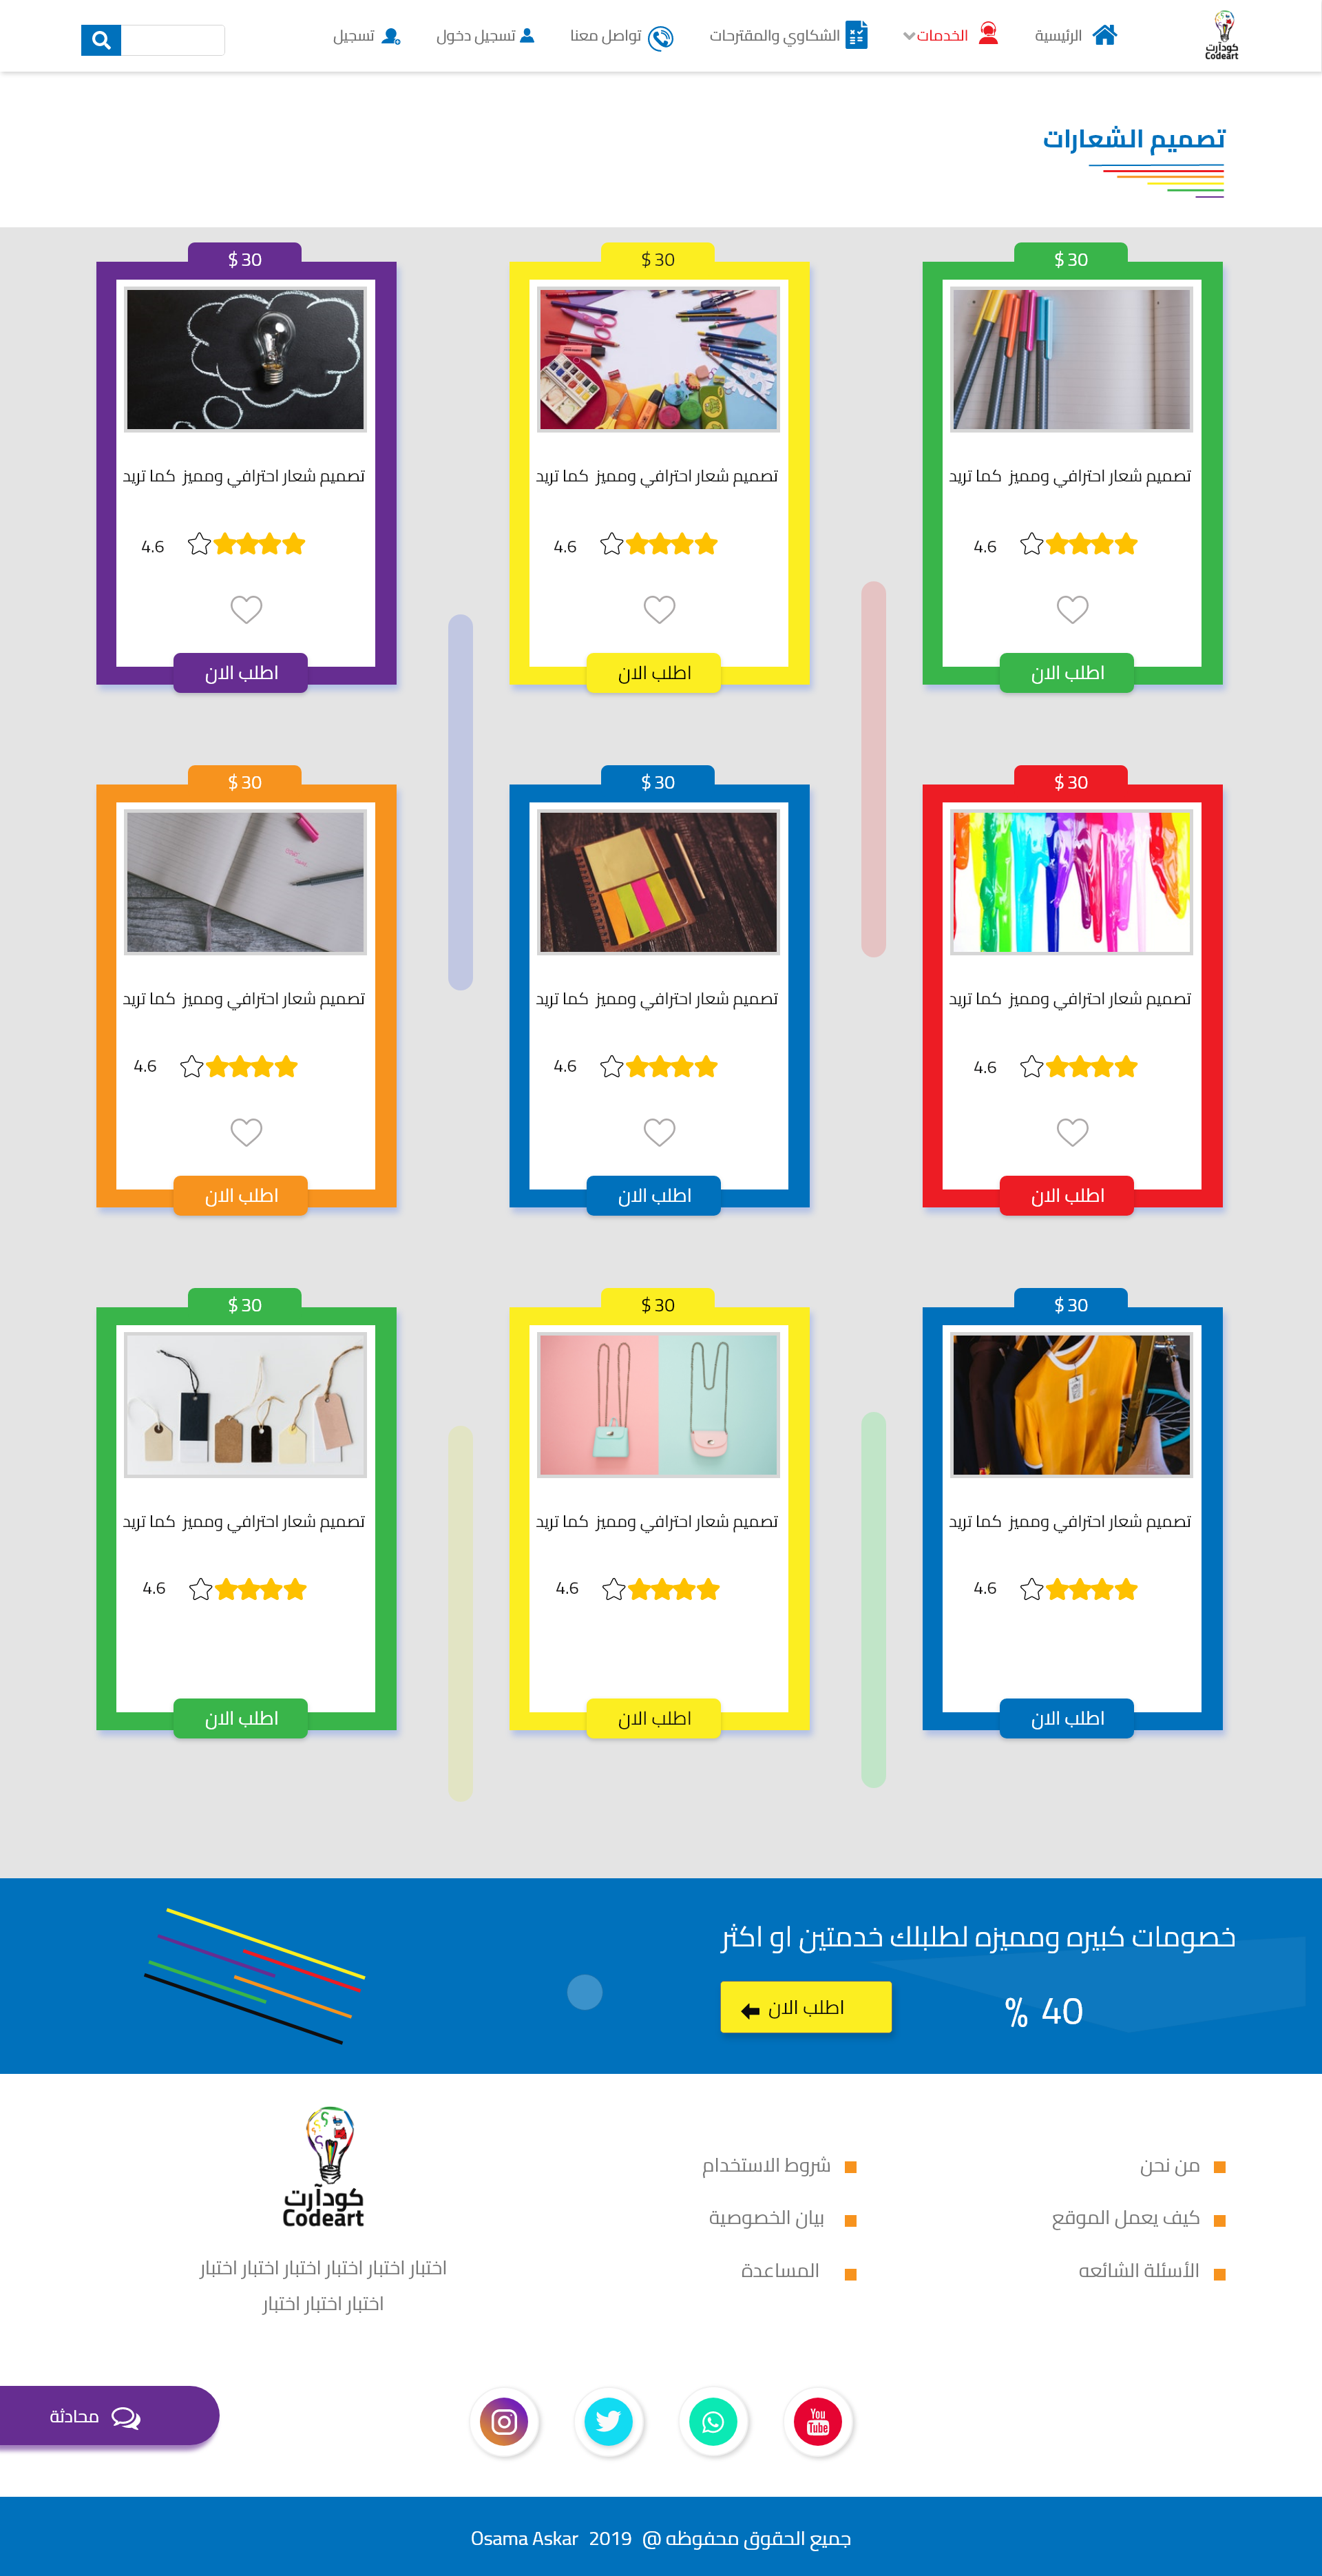 كودآرت
Codeart
الرئيسية
الخدمات
الشكاوي والمقترحات
تواصل معنا
تسجيل دخول
تسجيل
تصميم الشعارات
30 $
تصميم شعار احترافي ومميز كما تريد
4.6
اطلب الان
30 $
تصميم شعار احترافي ومميز كما تريد
4.6
اطلب الان
30 $
تصميم شعار احترافي ومميز كما تريد
4.6
اطلب الان
30 $
تصميم شعار احترافي ومميز كما تريد
4.6
اطلب الان
30 $
تصميم شعار احترافي ومميز كما تريد
4.6
اطلب الان
30 $
تصميم شعار احترافي ومميز كما تريد
4.6
اطلب الان
30 $
تصميم شعار احترافي ومميز كما تريد
4.6
اطلب الان
30 $
تصميم شعار احترافي ومميز كما تريد
4.6
اطلب الان
30 $
تصميم شعار احترافي ومميز كما تريد
4.6
اطلب الان
خصومات كبيره ومميزه لطلبلك خدمتين او اكثر
40 %
اطلب الان
من نحن
كيف يعمل الموقع
الأسئلة الشائعه
شروط الاستخدام
بيان الخصوصية
المساعدة
كودآرت
Codeart
اختبار اختبار اختبار اختبار اختبار اختبار
اختبار اختبار اختبار
You
Tube
محادثة
جميع الحقوق محفوظه @ 2019 Osama Askar